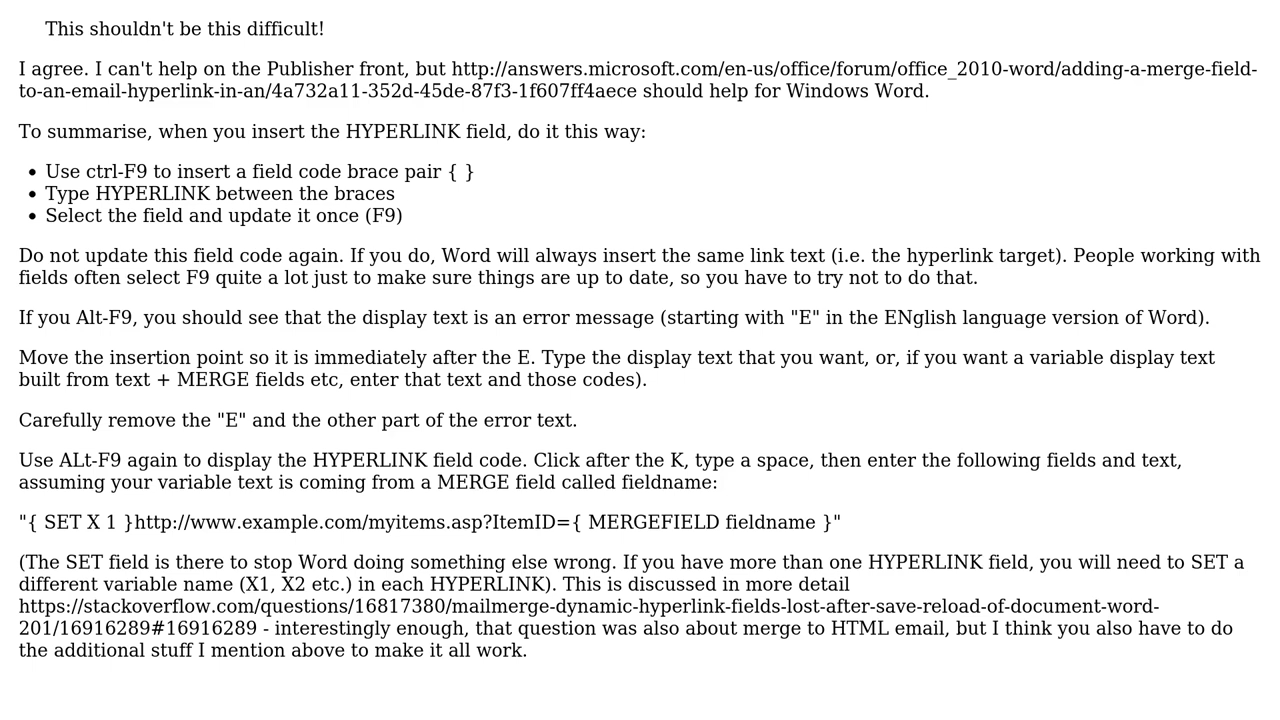 This shouldn't be this difficult!
I agree. I can't help on the Publisher front, but http://answers.microsoft.com/en-us/office/forum/office_2010-word/adding-a-merge-field-
to-an-email-hyperlink-in-an/4a732a11-352d-45de-87f3-1f607ff4aece should help for Windows Word.
To summarise, when you insert the HYPERLINK field, do it this way:
• Use ctrl-F9 to insert a field code brace pair { }
• Type HYPERLINK between the braces
• Select the field and update it once (F9)
Do not update this field code again. If you do, Word will always insert the same link text (i.e. the hyperlink target). People working with
fields often select F9 quite a lot just to make sure things are up to date, so you have to try not to do that.
If you Alt-F9, you should see that the display text is an error message (starting with "E" in the ENglish language version of Word).
Move the insertion point so it is immediately after the E. Type the display text that you want, or, if you want a variable display text
built from text + MERGE fields etc, enter that text and those codes).
Carefully remove the "E" and the other part of the error text.
Use ALt-F9 again to display the HYPERLINK field code. Click after the K, type a space, then enter the following fields and text,
assuming your variable text is coming from a MERGE field called fieldname:
"{ SET X 1 }http://www.example.com/myitems.asp?ItemID={ MERGEFIELD fieldname }"
(The SET field is there to stop Word doing something else wrong. If you have more than one HYPERLINK field, you will need to SET a
different variable name (X1, X2 etc.) in each HYPERLINK). This is discussed in more detail
https://stackoverflow.com/questions/16817380/mailmerge-dynamic-hyperlink-fields-lost-after-save-reload-of-document-word-
201/16916289#16916289 - interestingly enough, that question was also about merge to HTML email, but I think you also have to do
the additional stuff I mention above to make it all work.